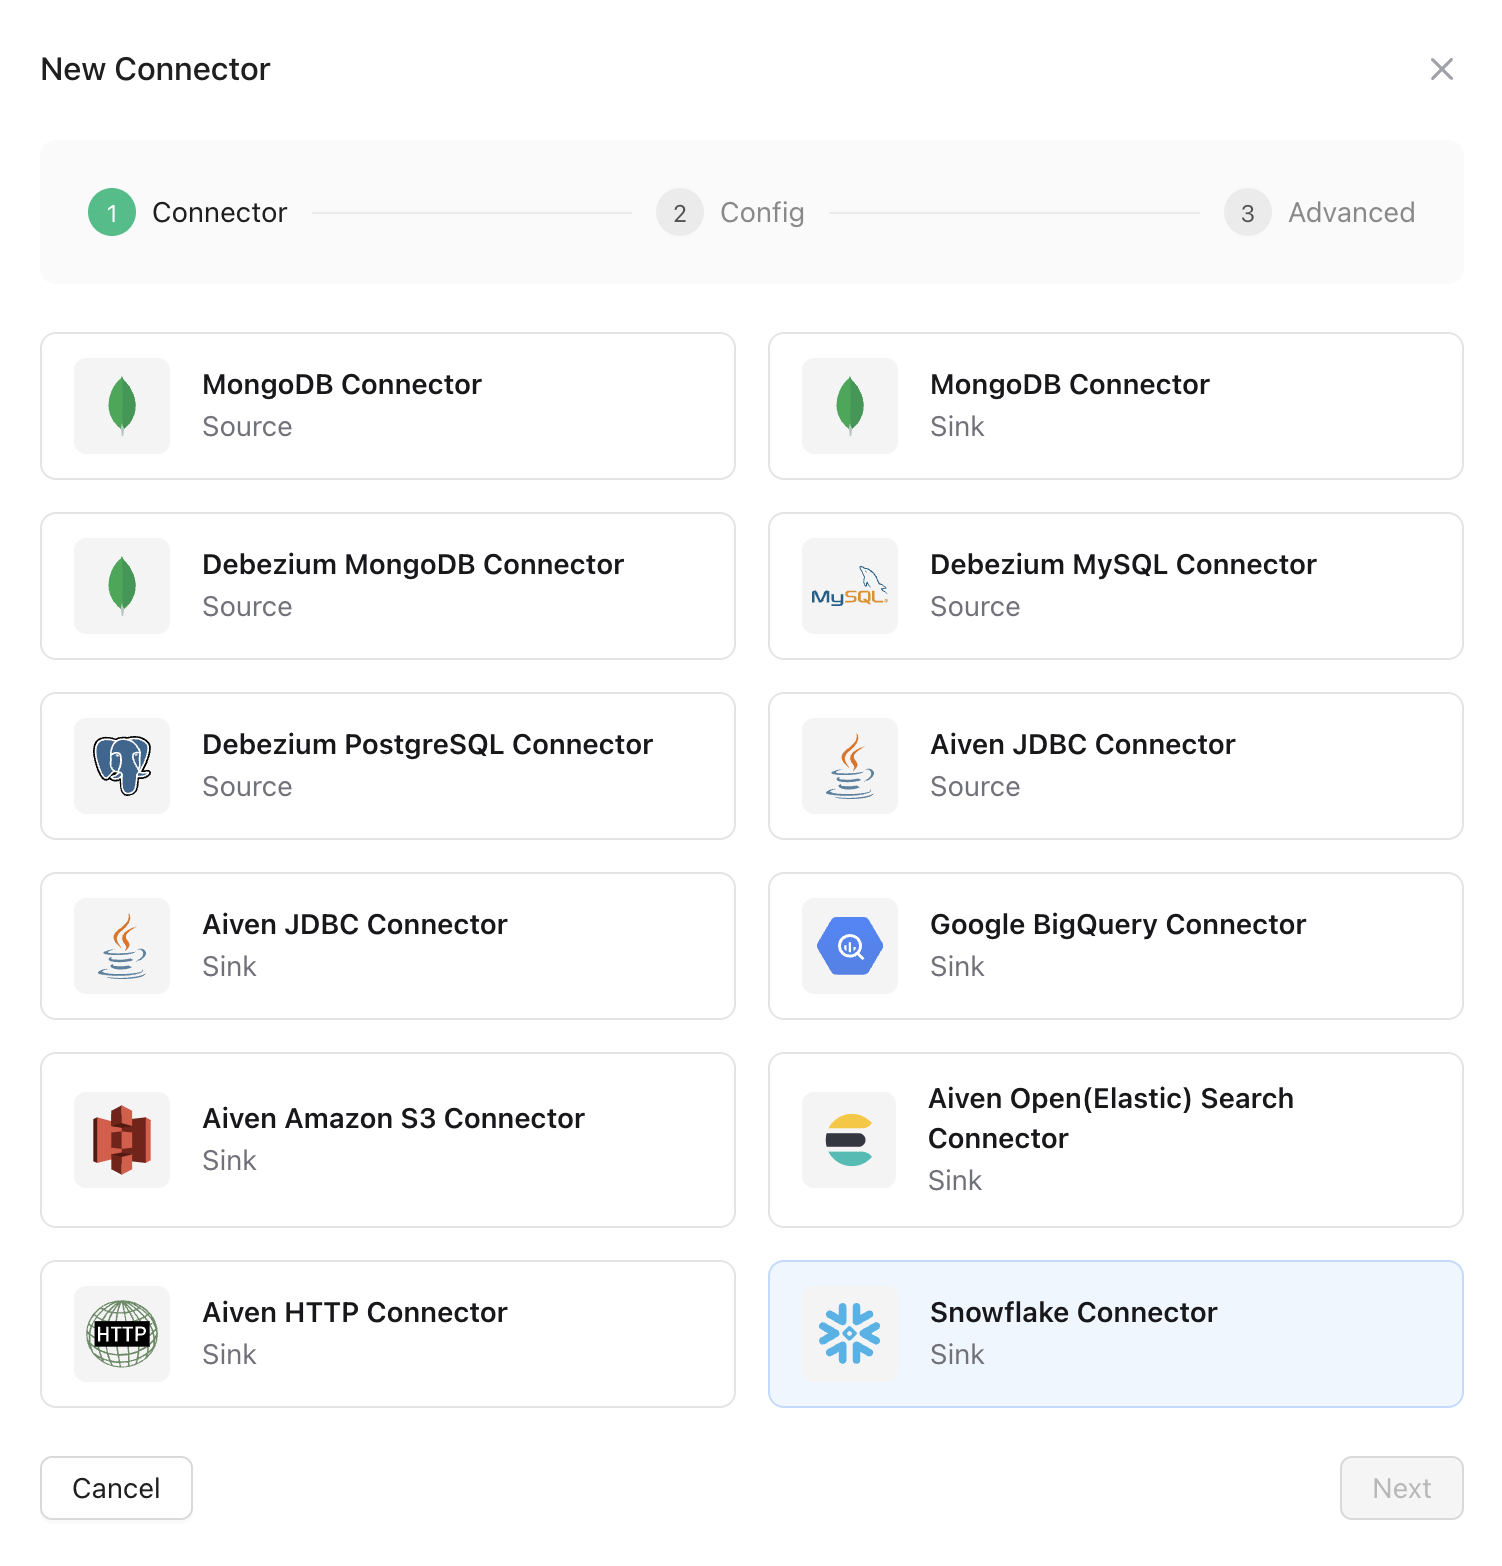 New Connector
1 Connector
2 Config
3 Advanced
MongoDB Connector
Source
MongoDB Connector
Sink
Debezium MongoDB Connector
Source
MySQL
Debezium MySQL Connector
Source
Debezium PostgreSQL Connector
Source
Aiven JDBC Connector
Source
Aiven JDBC Connector
Sink
Google BigQuery Connector
Sink
Aiven Amazon S3 Connector
Sink
Aiven Open(Elastic) Search
Connector
Sink
HTTP
Aiven HTTP Connector
Sink
Snowflake Connector
Sink
Cancel
Next